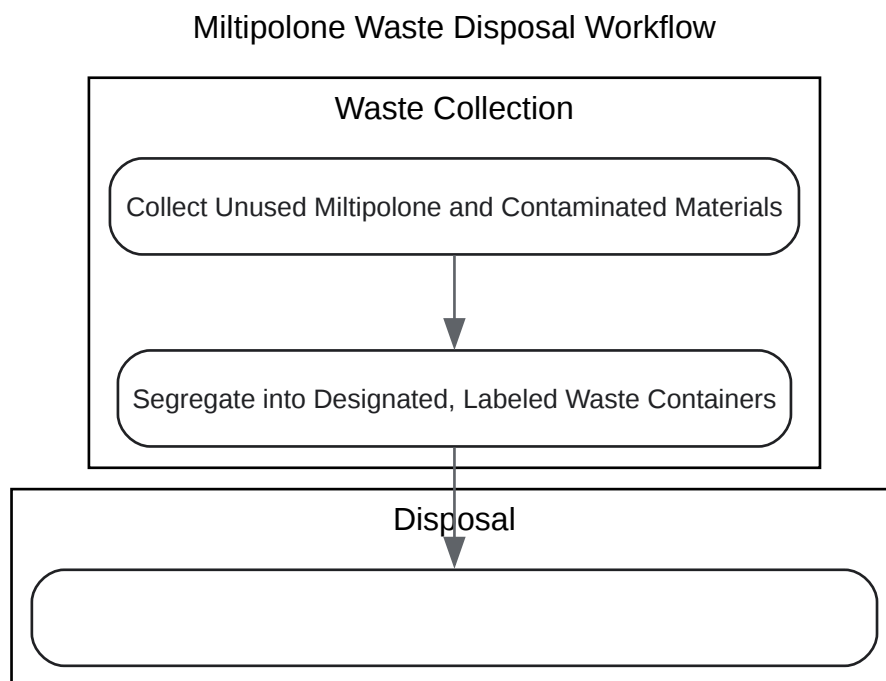 Miltipolone Waste Disposal Workflow
Waste Collection
Collect Unused Miltipolone and Contaminated Materials
Segregate into Designated, Labeled Waste Containers
Disposal